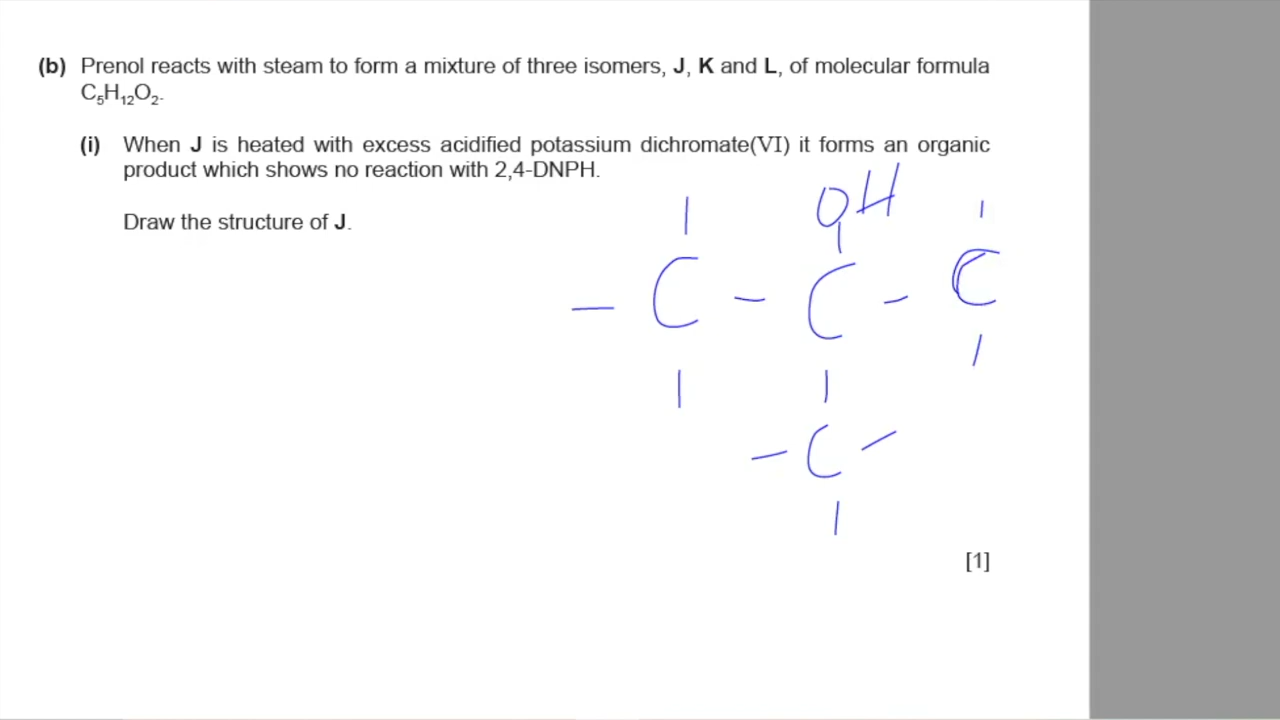 (b) Prenol reacts with steam to form a mixture of three isomers, J, K and L, of molecular formula
C₅H₁₂O₂.
(i) When J is heated with excess acidified potassium dichromate(VI) it forms an organic
product which shows no reaction with 2,4-DNPH.
Draw the structure of J.
OH
C - C - C
C
[1]